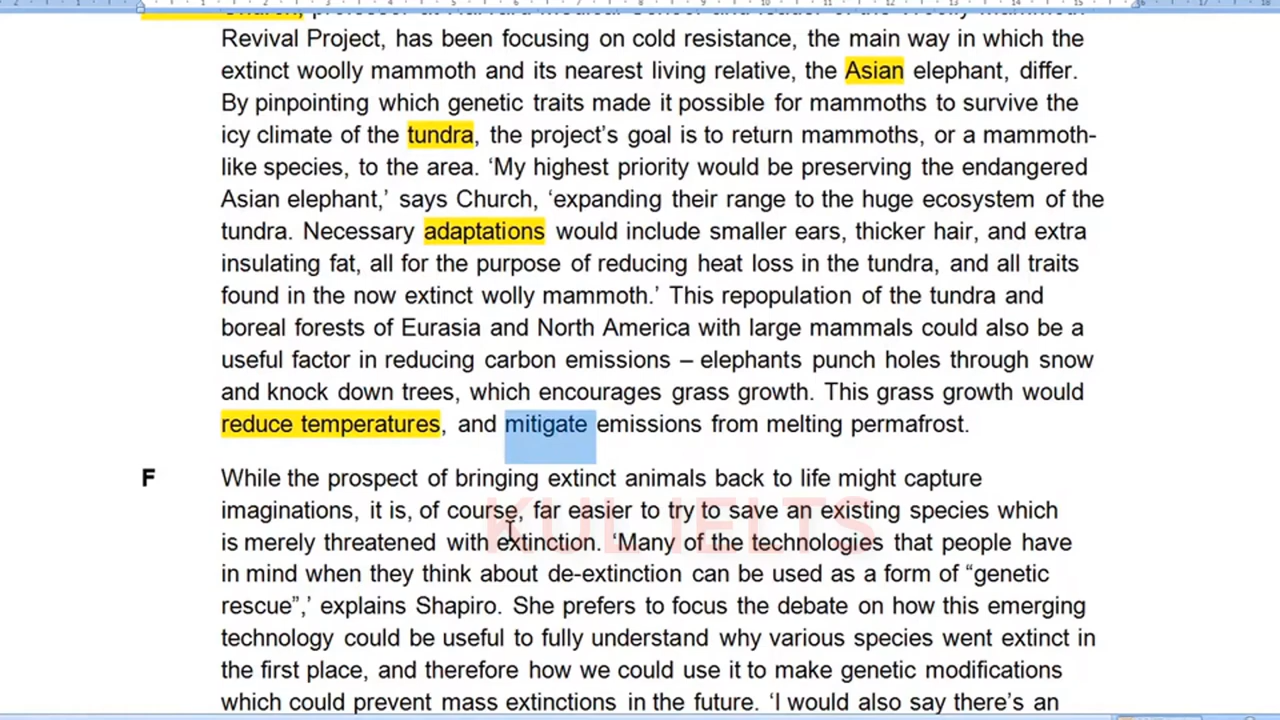 Church, professor at Harvard Medical School and leader of the Woolly Mammoth
Revival Project, has been focusing on cold resistance, the main way in which the
extinct woolly mammoth and its nearest living relative, the Asian elephant, differ.
By pinpointing which genetic traits made it possible for mammoths to survive the
icy climate of the tundra, the project’s goal is to return mammoths, or a mammoth-
like species, to the area. ‘My highest priority would be preserving the endangered
Asian elephant,’ says Church, ‘expanding their range to the huge ecosystem of the
tundra. Necessary adaptations would include smaller ears, thicker hair, and extra
insulating fat, all for the purpose of reducing heat loss in the tundra, and all traits
found in the now extinct wolly mammoth.’ This repopulation of the tundra and
boreal forests of Eurasia and North America with large mammals could also be a
useful factor in reducing carbon emissions – elephants punch holes through snow
and knock down trees, which encourages grass growth. This grass growth would
reduce temperatures, and mitigate emissions from melting permafrost.
F While the prospect of bringing extinct animals back to life might capture
imaginations, it is, of course, far easier to try to save an existing species which
is merely threatened with extinction. ‘Many of the technologies that people have
in mind when they think about de-extinction can be used as a form of “genetic
rescue”,’ explains Shapiro. She prefers to focus the debate on how this emerging
technology could be useful to fully understand why various species went extinct in
the first place, and therefore how we could use it to make genetic modifications
which could prevent mass extinctions in the future. ‘I would also say there’s an
KUL IELTS